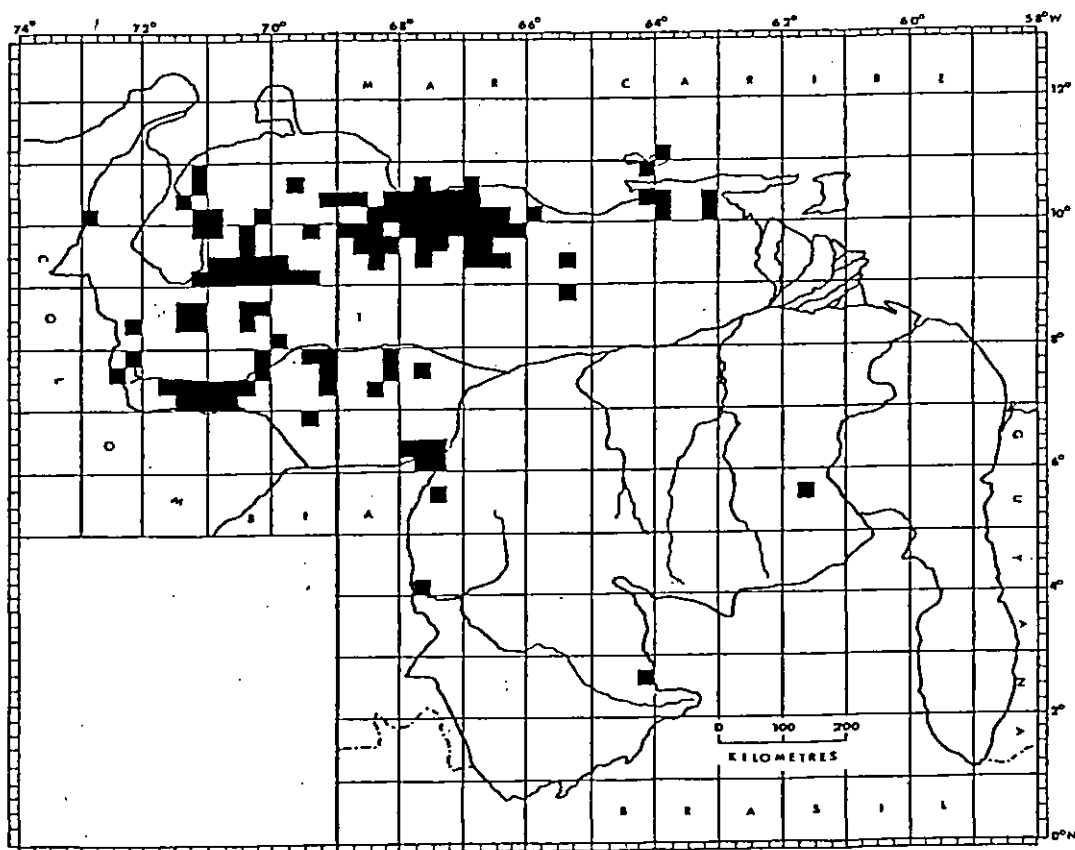 74° 72° 70° 68° 66° 64° 62° 60° 58°W
M A R C A R I B E
12°
10°
C O L O M B I A
I
8°
6°
4°
2°
0°N
G U Y A N A
0 100 200
KILOMETRES
B R A S I L